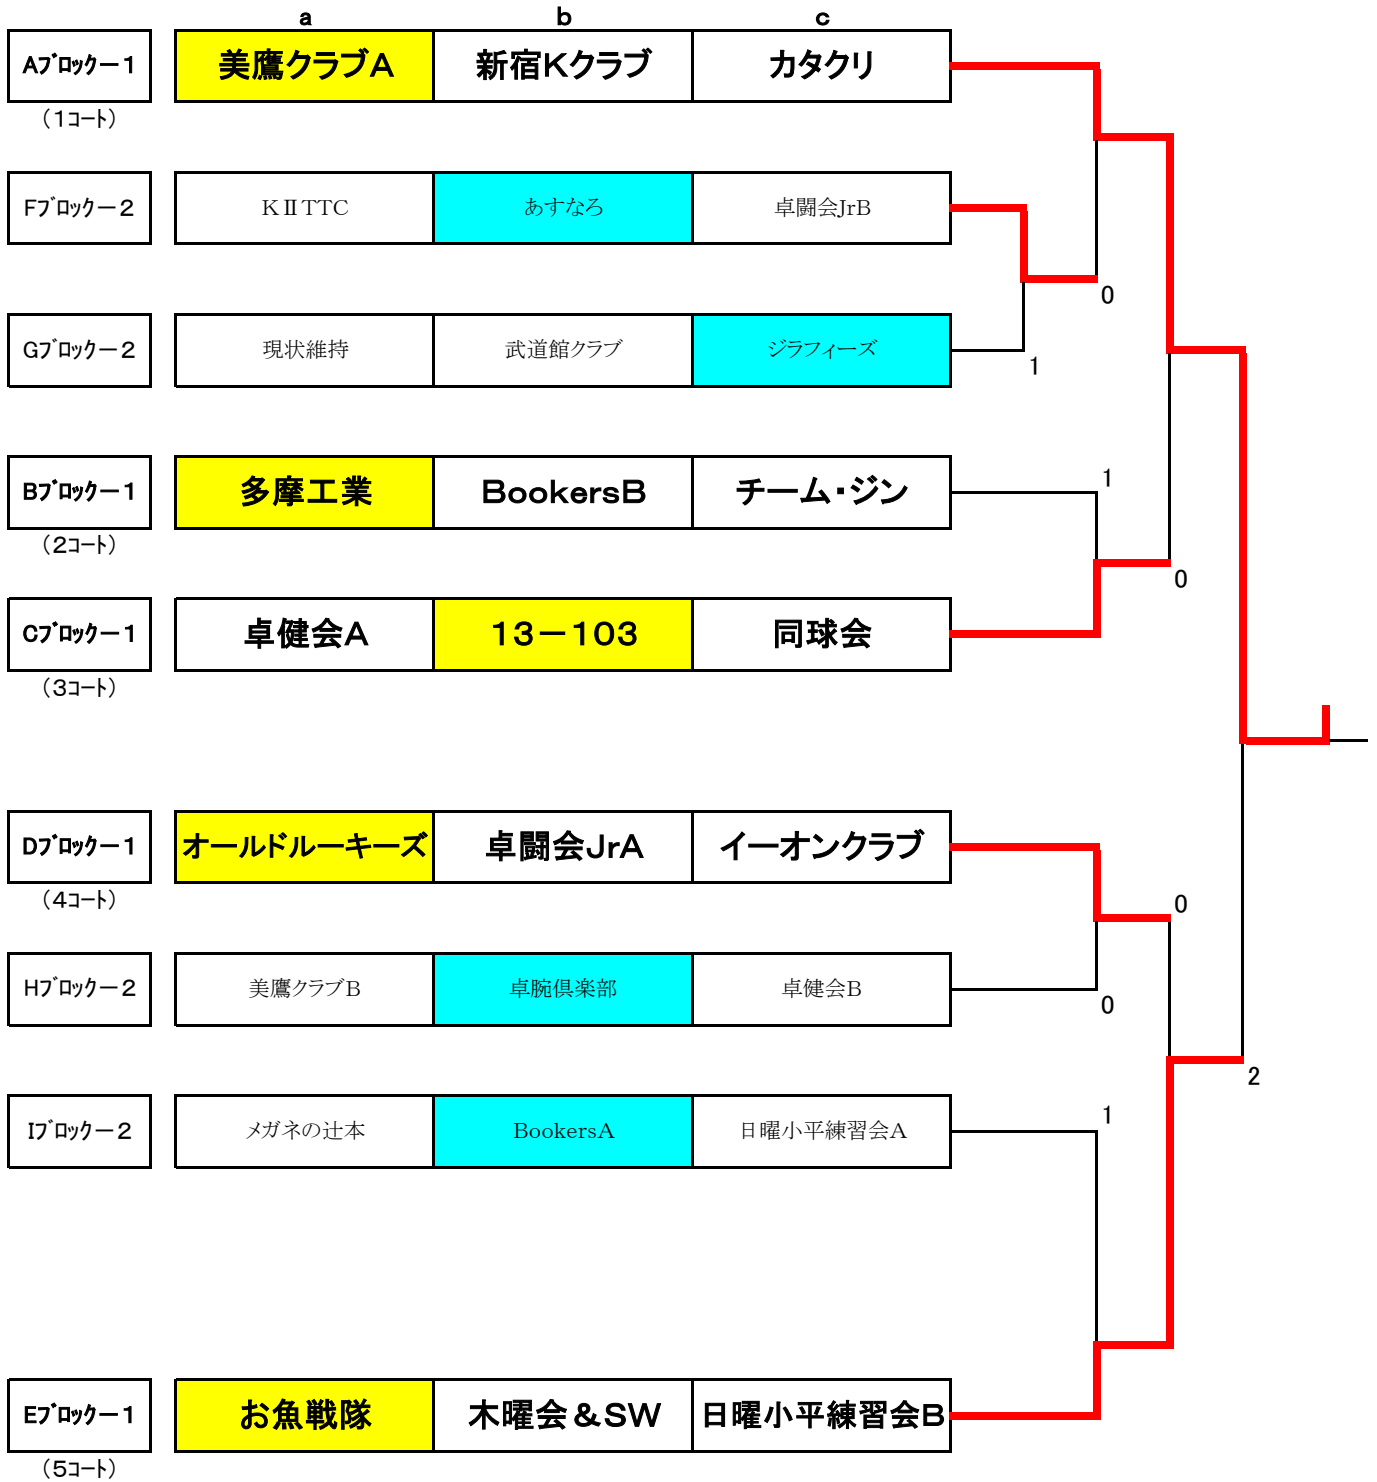 a b c
Aブロックー1 美鷹クラブA 新宿Kクラブ カタクリ
（1コート）
Fブロックー2 KⅡTTC あすなろ 卓闘会JrB
0
Gブロックー2 現状維持 武道館クラブ ジラフィーズ
1
1
Bブロックー1 多摩工業 BookersB チーム・ジン
（2コート）
0
Cブロックー1 卓健会A 13－103 同球会
（3コート）
Dブロックー1 オールドルーキーズ 卓闘会JrA イーオンクラブ
（4コート）
0
Hブロックー2 美鷹クラブB 卓腕倶楽部 卓健会B
0
2
1
Iブロックー2 メガネの辻本 BookersA 日曜小平練習会A
Eブロックー1 お魚戦隊 木曜会＆SW 日曜小平練習会B
（5コート）